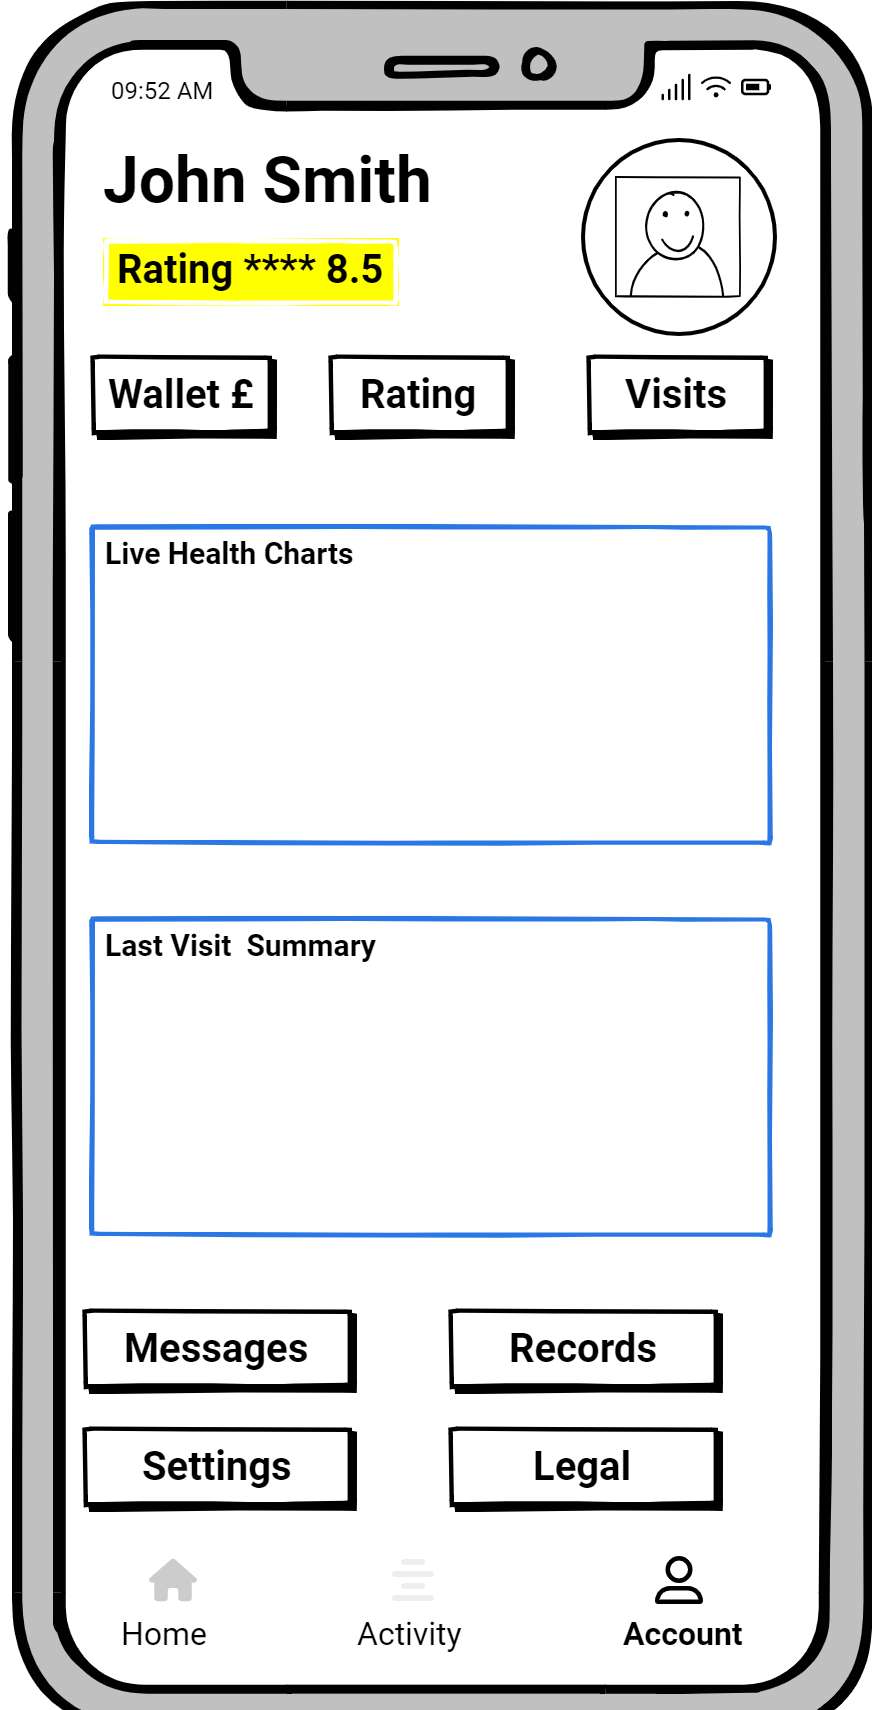 09:52 AM
John Smith
Rating **** 8.5
Wallet £
Rating
Visits
Live Health Charts
Last Visit  Summary
Messages
Records
Settings
Legal
Home
Activity
Account